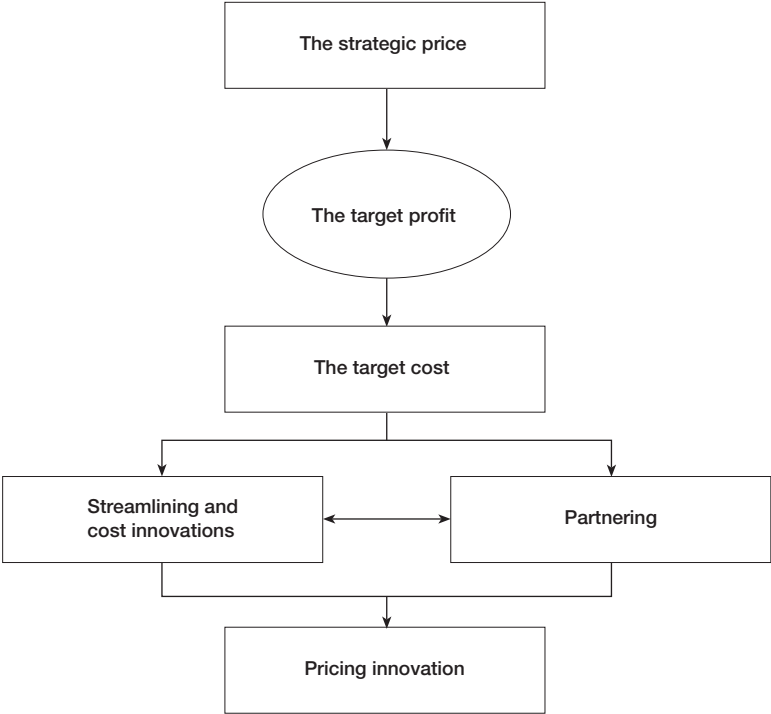 The strategic price
The target profit
The target cost
Streamlining and
cost innovations
Partnering
Pricing innovation